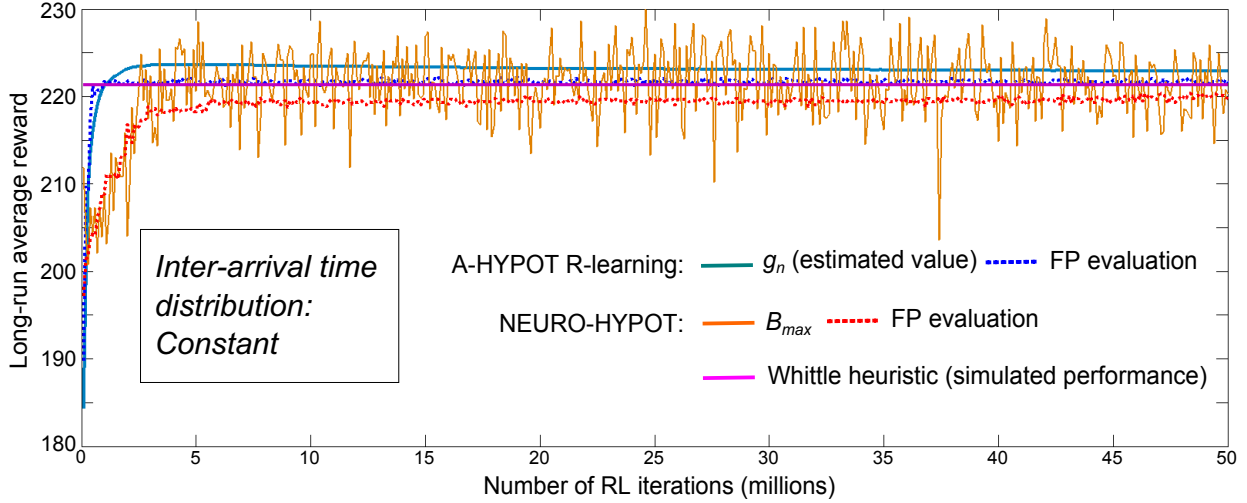 230
220
210
200
190
180
Long-run average reward
Inter-arrival time
distribution:
Constant
A-HYPOT R-learning: gn (estimated value) FP evaluation
NEURO-HYPOT: Bmax FP evaluation
Whittle heuristic (simulated performance)
0 5 10 15 20 25 30 35 40 45 50
Number of RL iterations (millions)